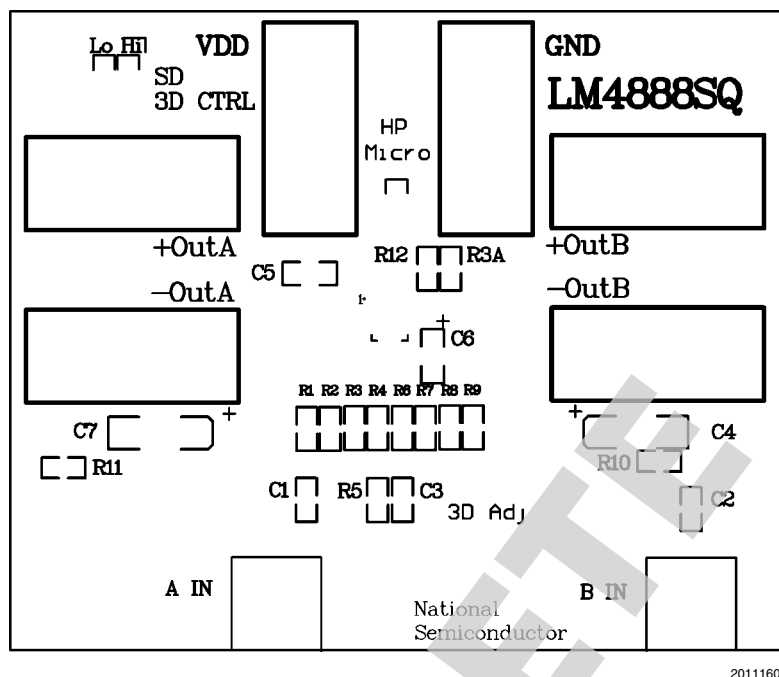 Lo Hi
VDD
GND
SD
3D CTRL
LM4888SQ
HP
Micro
+OutA
R12
R3A
+OutB
C5
-OutA
-OutB
1
+
C6
R1 R2 R3 R4 R6 R7 R8 R9
C7
+
+
C4
R11
R10
C1
R5
C3
C2
3D Adj
A IN
B IN
National
Semiconductor
ETE
2011160